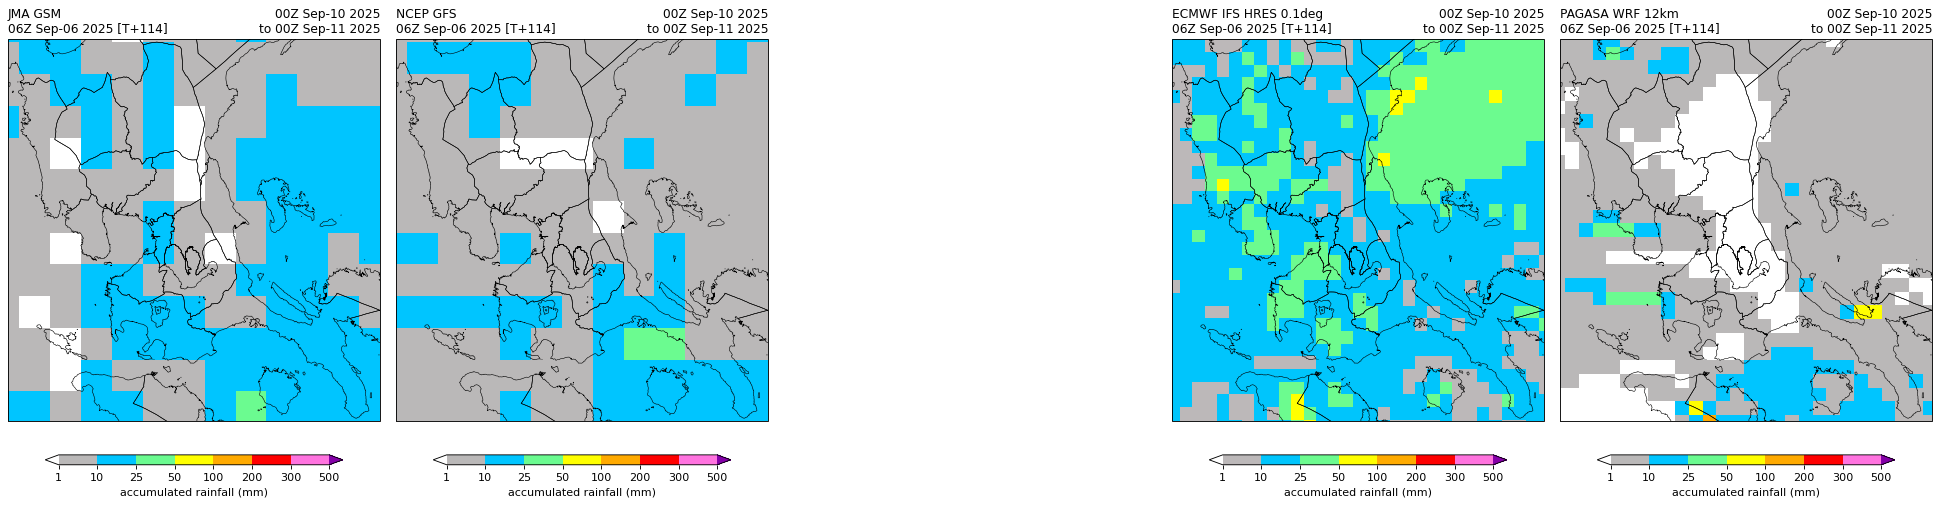 JMA GSM 00Z Sep-10 2025
06Z Sep-06 2025 [T+114] to 00Z Sep-11 2025
1 10 25 50 100 200 300 500
accumulated rainfall (mm)
NCEP GFS 00Z Sep-10 2025
06Z Sep-06 2025 [T+114] to 00Z Sep-11 2025
1 10 25 50 100 200 300 500
accumulated rainfall (mm)
ECMWF IFS HRES 0.1deg 00Z Sep-10 2025
06Z Sep-06 2025 [T+114] to 00Z Sep-11 2025
1 10 25 50 100 200 300 500
accumulated rainfall (mm)
PAGASA WRF 12km 00Z Sep-10 2025
06Z Sep-06 2025 [T+114] to 00Z Sep-11 2025
1 10 25 50 100 200 300 500
accumulated rainfall (mm)